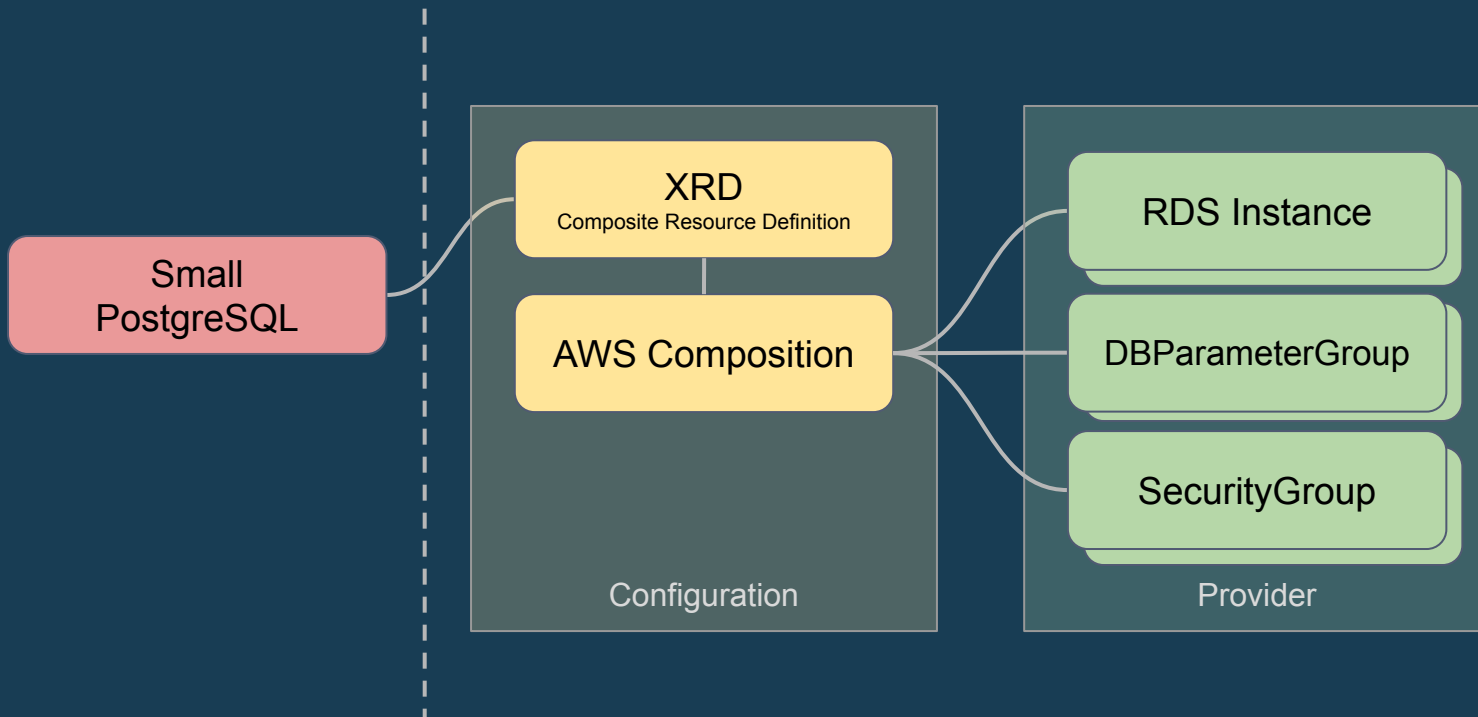 Small
PostgreSQL
XRD
Composite Resource Definition
AWS Composition
Configuration
RDS Instance
DBParameterGroup
SecurityGroup
Provider